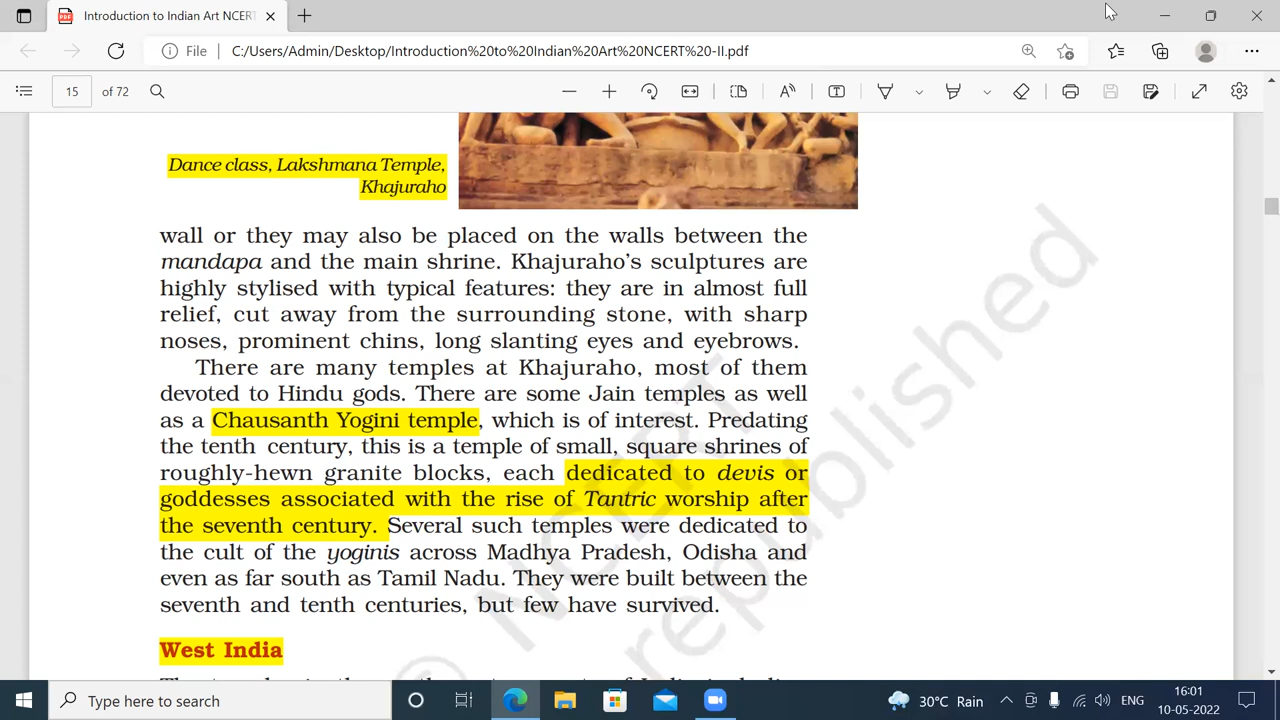 Introduction to Indian Art NCERT
File C:/Users/Admin/Desktop/Introduction%20to%20Indian%20Art%20NCERT%20-II.pdf
15 of 72
Dance class, Lakshmana Temple,
Khajuraho
wall or they may also be placed on the walls between the
mandapa and the main shrine. Khajuraho’s sculptures are
highly stylised with typical features: they are in almost full
relief, cut away from the surrounding stone, with sharp
noses, prominent chins, long slanting eyes and eyebrows.
There are many temples at Khajuraho, most of them
devoted to Hindu gods. There are some Jain temples as well
as a Chausanth Yogini temple, which is of interest. Predating
the tenth century, this is a temple of small, square shrines of
roughly-hewn granite blocks, each dedicated to devis or
goddesses associated with the rise of Tantric worship after
the seventh century. Several such temples were dedicated to
the cult of the yoginis across Madhya Pradesh, Odisha and
even as far south as Tamil Nadu. They were built between the
seventh and tenth centuries, but few have survived.
West India
© NCERT
republished
Type here to search
30°C Rain
ENG
16:01
10-05-2022